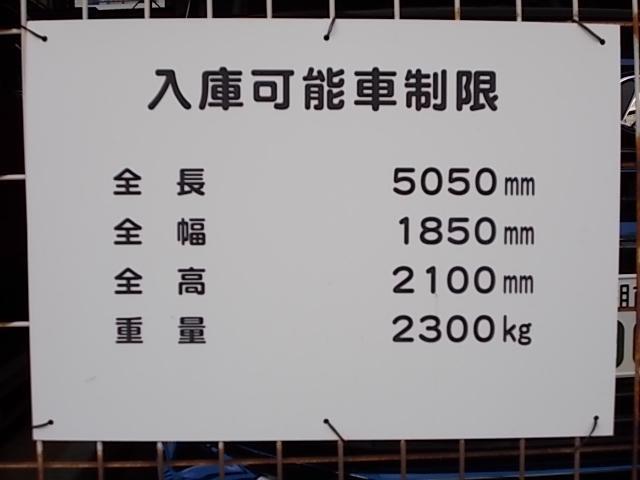 入庫可能車制限
全 長 5050mm
全 幅 1850mm
全 高 2100mm
重 量 2300kg